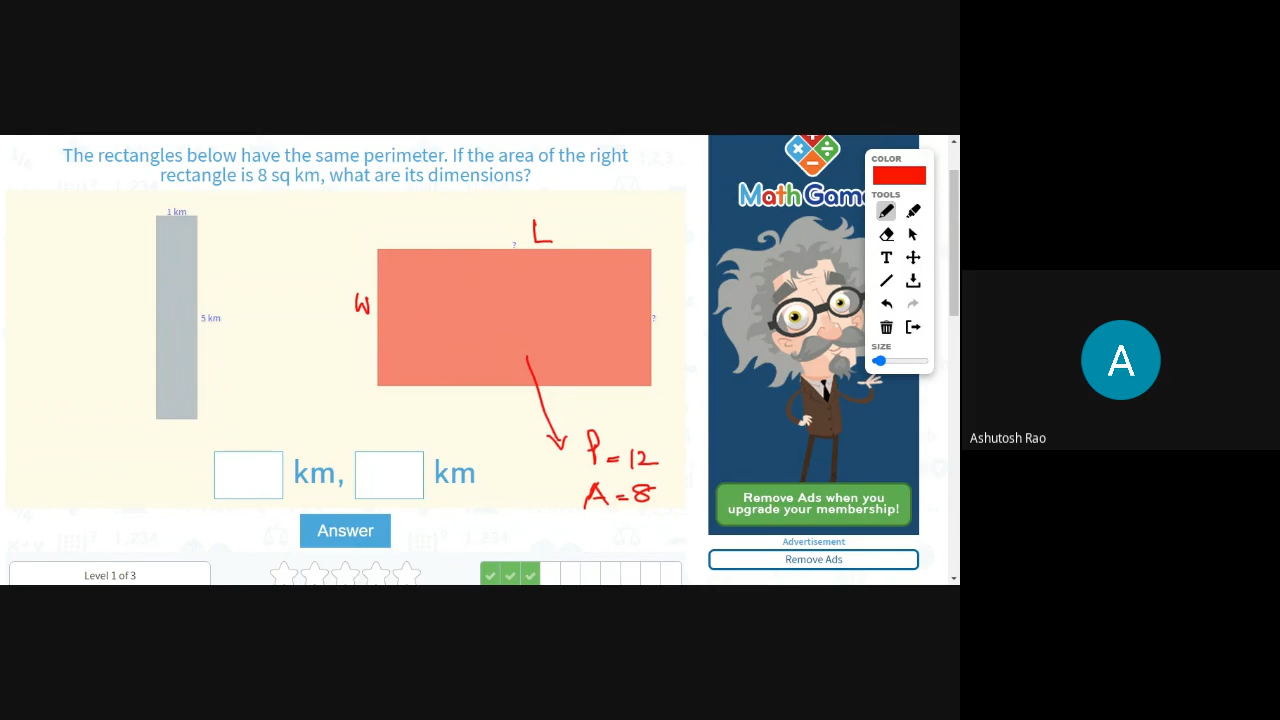 The rectangles below have the same perimeter. If the area of the right
rectangle is 8 sq km, what are its dimensions?
1 km
5 km
?
L
W
?
P = 12
A = 8
km,
km
Answer
Level 1 of 3
Math Game
COLOR
TOOLS
T
SIZE
Remove Ads when you
upgrade your membership!
Advertisement
Remove Ads
A
Ashutosh Rao